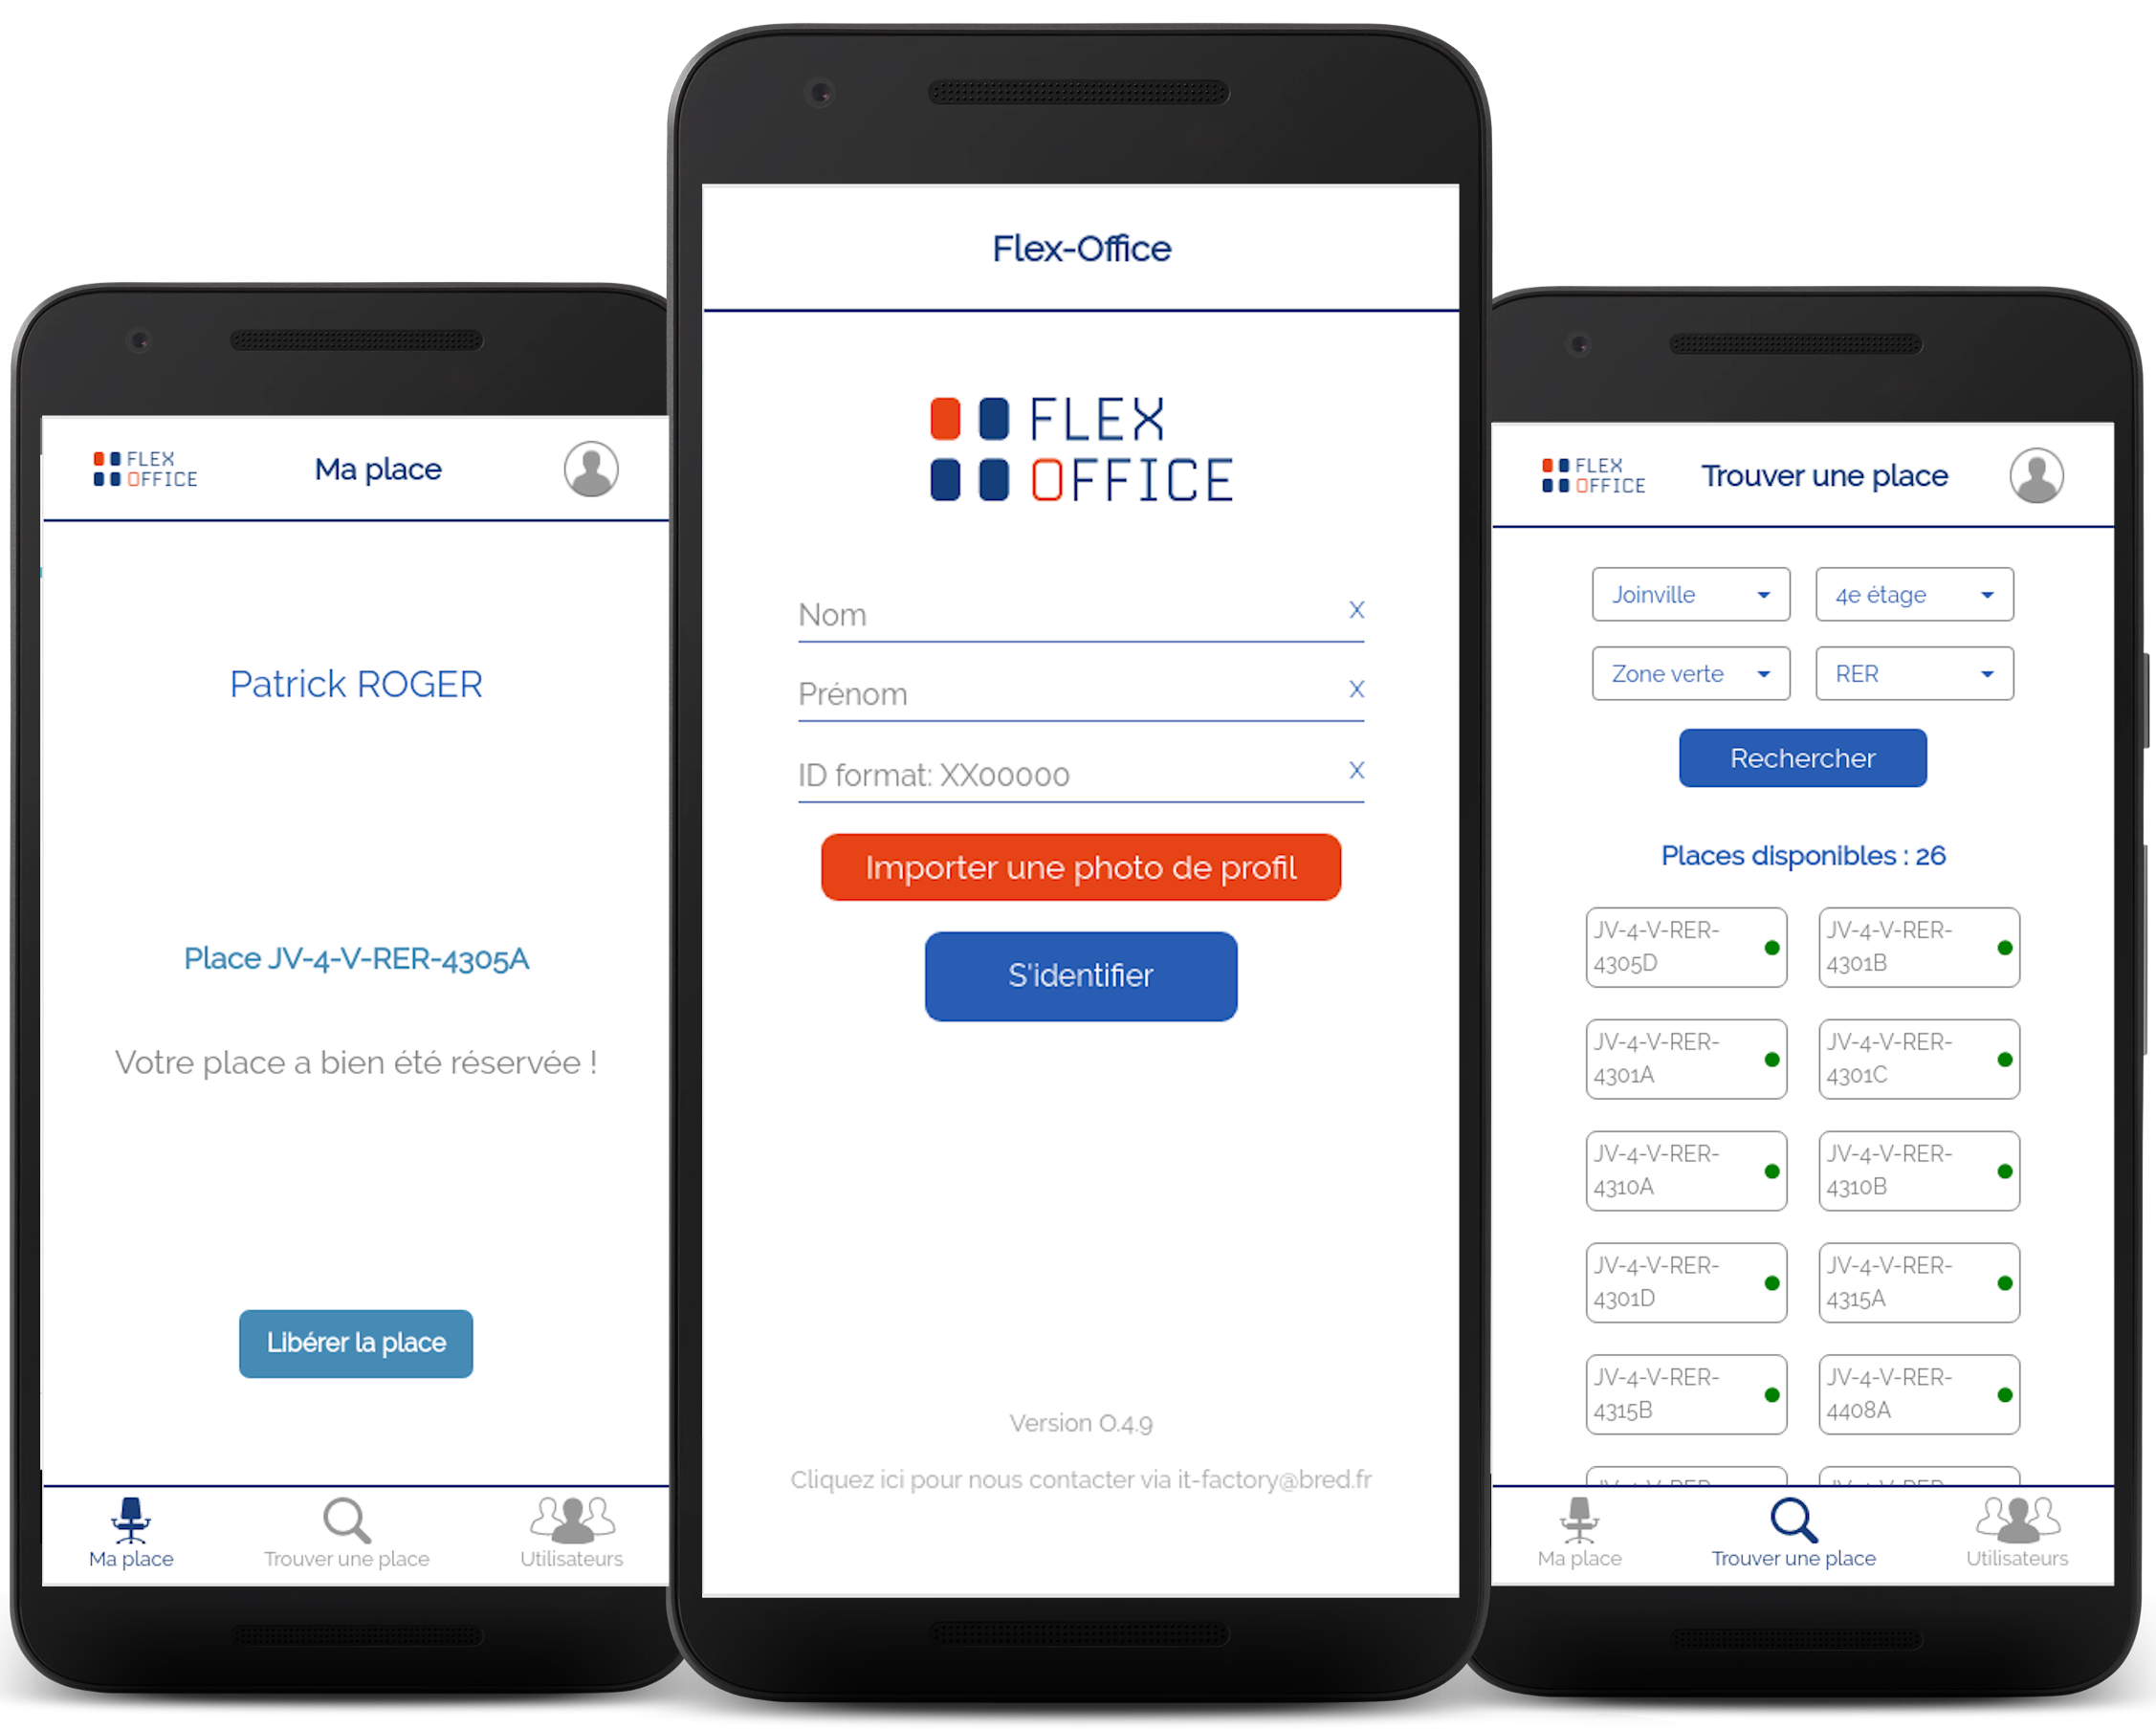 FLEX
OFFICE
Ma place
Patrick ROGER
Place JV-4-V-RER-4305A
Votre place a bien été réservée !
Libérer la place
Ma place
Trouver une place
Utilisateurs
Flex-Office
FLEX
OFFICE
Nom X
Prénom X
ID format: XX00000 X
Importer une photo de profil
S'identifier
Version 0.4.9
Cliquez ici pour nous contacter via it-factory@bred.fr
FLEX
OFFICE
Trouver une place
Joinville
4e étage
Zone verte
RER
Rechercher
Places disponibles : 26
JV-4-V-RER-
4305D
JV-4-V-RER-
4301B
JV-4-V-RER-
4301A
JV-4-V-RER-
4301C
JV-4-V-RER-
4310A
JV-4-V-RER-
4310B
JV-4-V-RER-
4301D
JV-4-V-RER-
4315A
JV-4-V-RER-
4315B
JV-4-V-RER-
4408A
Ma place
Trouver une place
Utilisateurs